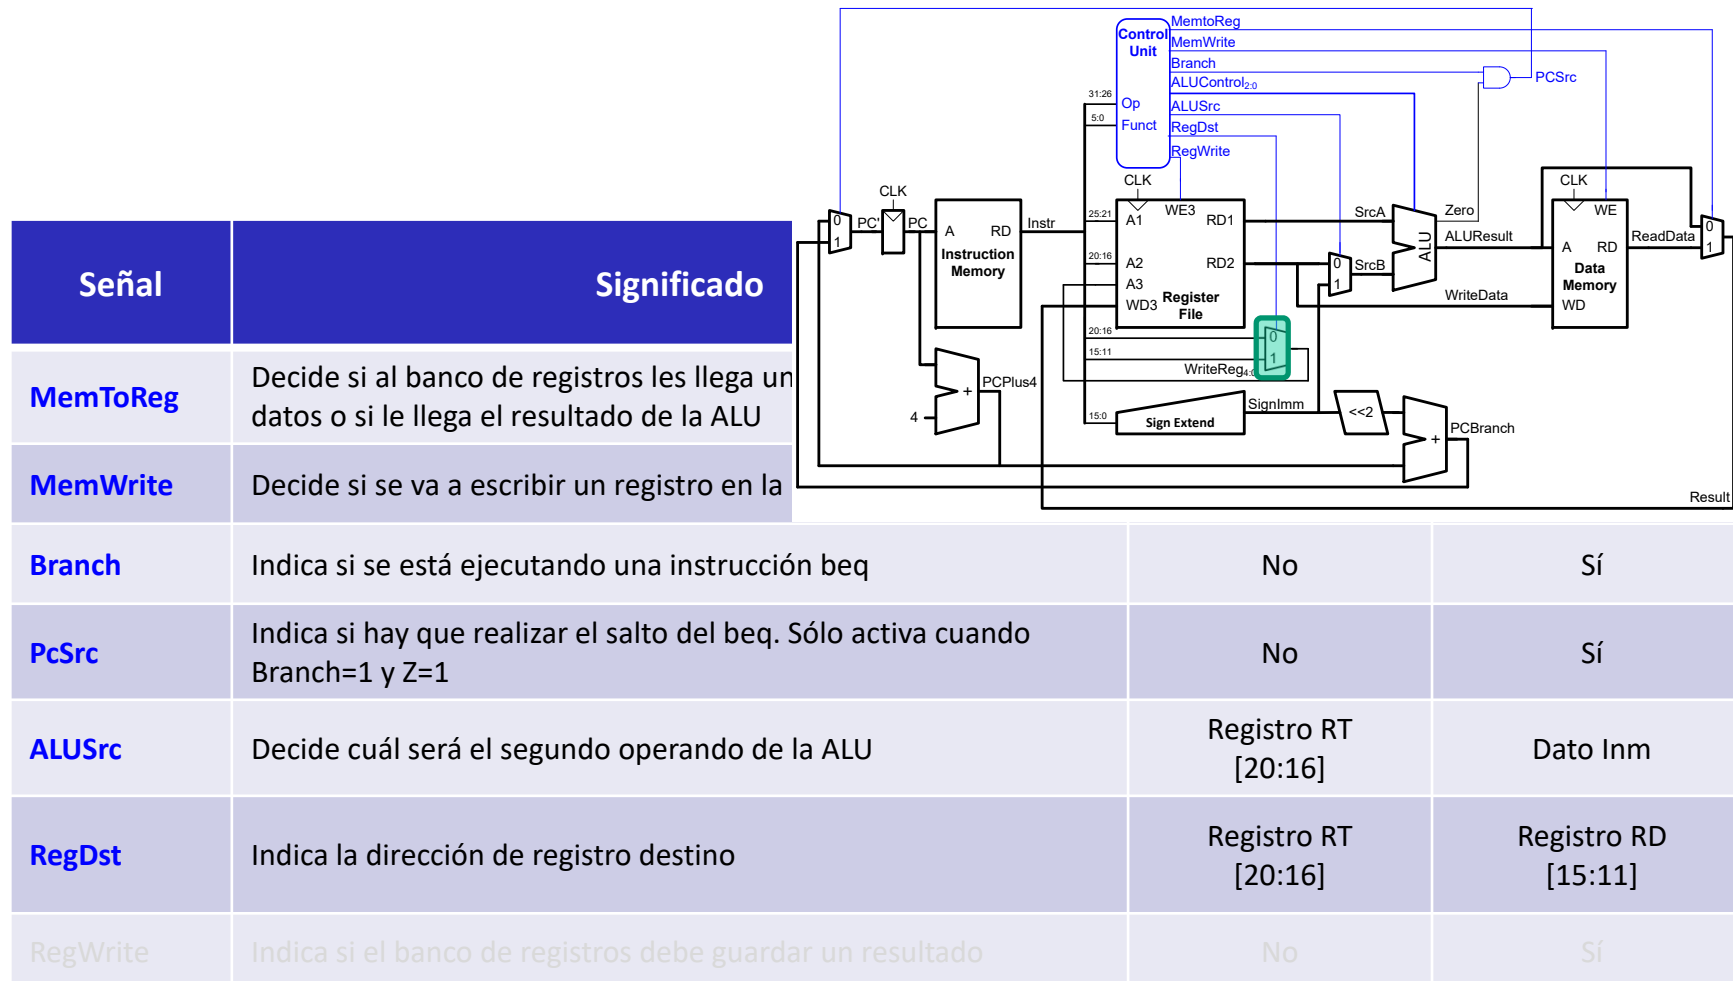 MemtoReg
Control Unit
MemWrite
Branch
ALUControl2:0
PCSrc
31:26
Op
ALUSrc
5:0
Funct
RegDst
RegWrite
CLK
CLK
CLK
0
1
PC'
PC
A
RD
Instruction Memory
Instr
25:21
A1
WE3
RD1
SrcA
Zero
ALU
ALUResult
WE
A
RD
ReadData
0
1
20:16
A2
RD2
0
1
SrcB
Data Memory
A3
WD3
Register File
WriteData
WD
20:16
0
15:11
1
WriteReg4:0
PCPlus4
+
4
15:0
Sign Extend
SignImm
<<2
PCBranch
+
Result
Señal
Significado
MemToReg
Decide si al banco de registros les llega un
datos o si le llega el resultado de la ALU
MemWrite
Decide si se va a escribir un registro en la
Branch
Indica si se está ejecutando una instrucción beq
No
Sí
PcSrc
Indica si hay que realizar el salto del beq. Sólo activa cuando
Branch=1 y Z=1
No
Sí
ALUSrc
Decide cuál será el segundo operando de la ALU
Registro RT
[20:16]
Dato Inm
RegDst
Indica la dirección de registro destino
Registro RT
[20:16]
Registro RD
[15:11]
RegWrite
Indica si el banco de registros debe guardar un resultado
No
Sí